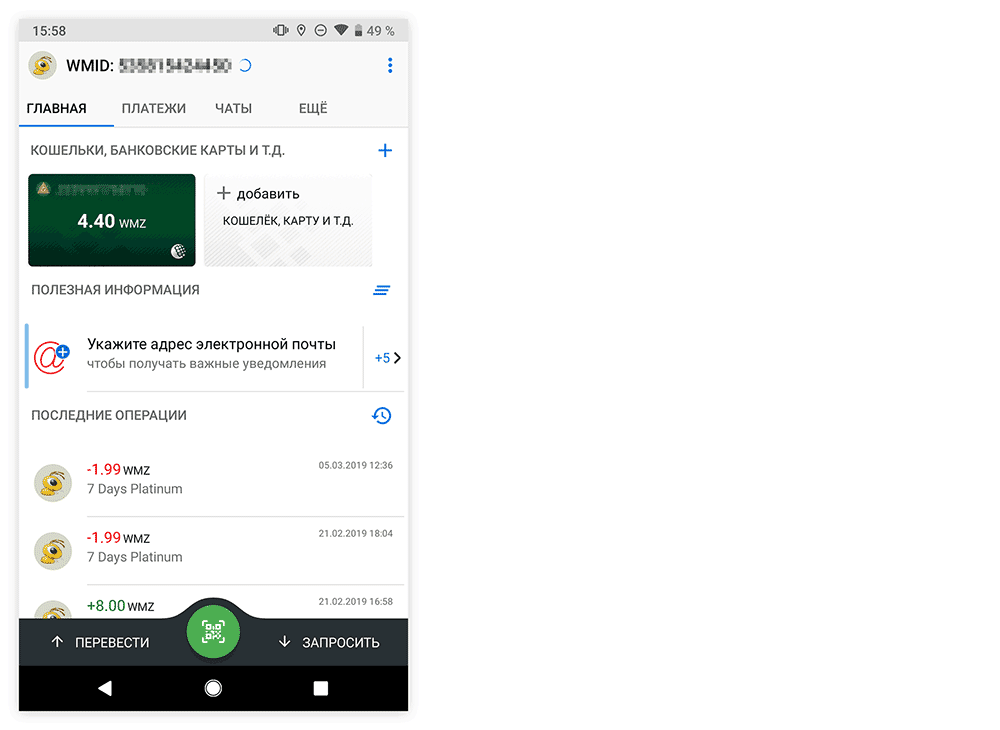 15:58
49 %
WMID:
ГЛАВНАЯ
ПЛАТЕЖИ
ЧАТЫ
ЕЩЁ
КОШЕЛЬКИ, БАНКОВСКИЕ КАРТЫ И Т.Д.
4.40 WMZ
добавить
КОШЕЛЁК, КАРТУ И Т.Д.
ПОЛЕЗНАЯ ИНФОРМАЦИЯ
Укажите адрес электронной почты
чтобы получать важные уведомления
+5
ПОСЛЕДНИЕ ОПЕРАЦИИ
-1.99 WMZ
05.03.2019 12:36
7 Days Platinum
-1.99 WMZ
21.02.2019 18:04
7 Days Platinum
+8.00 WMZ
21.02.2019 16:58
ПЕРЕВЕСТИ
ЗАПРОСИТЬ